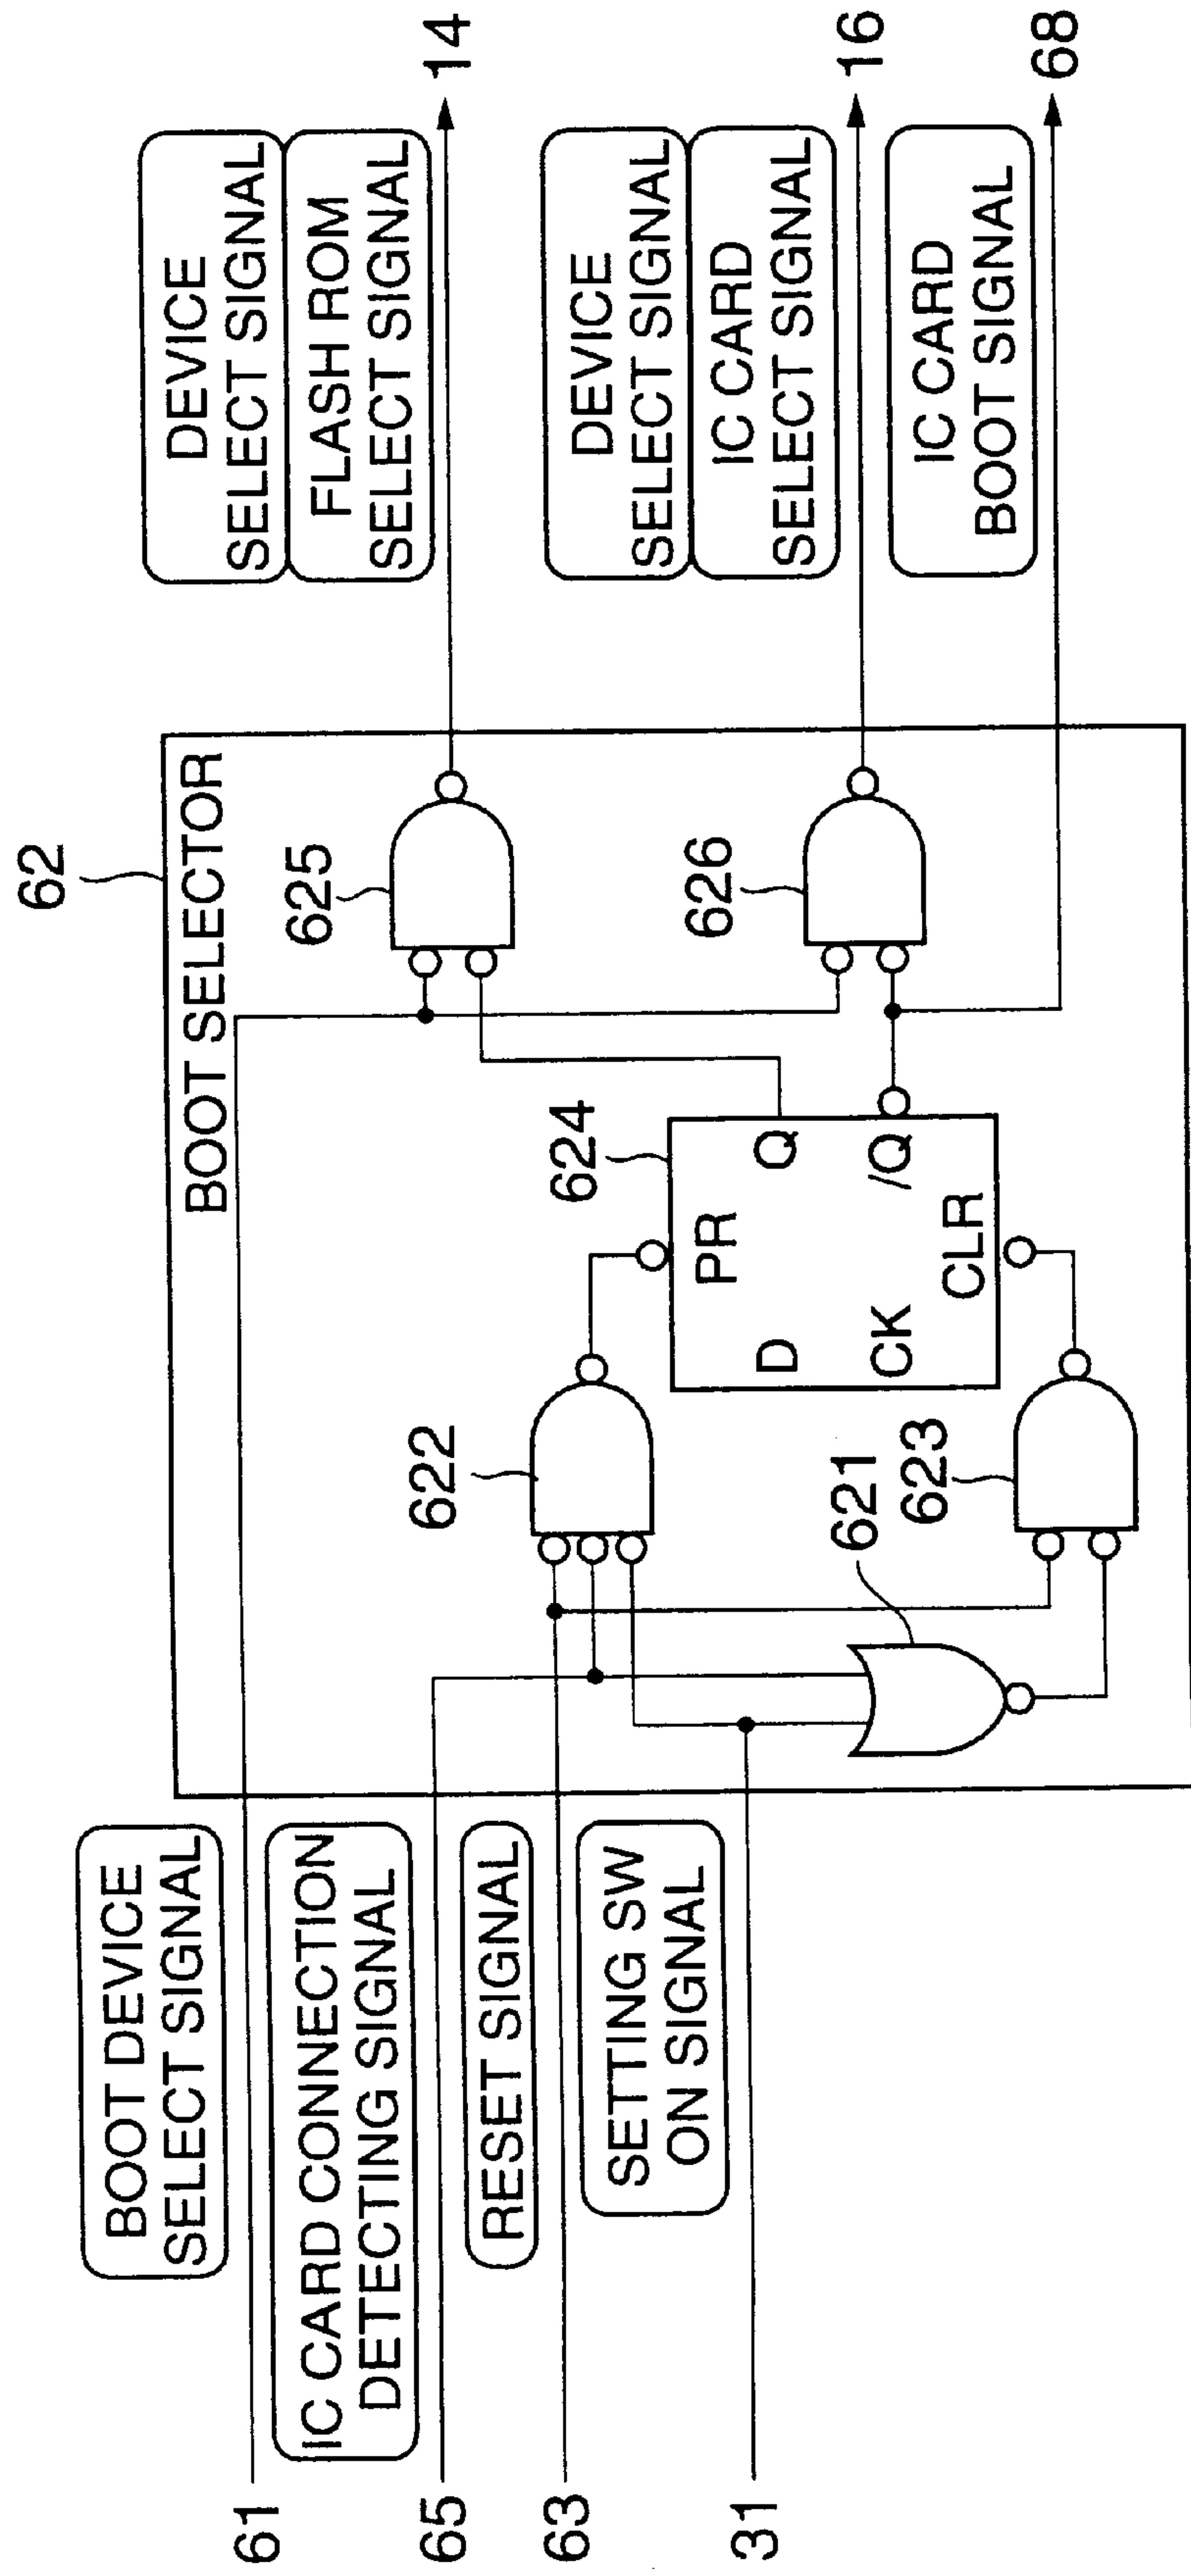 BOOT DEVICE
SELECT SIGNAL
61
IC CARD CONNECTION
DETECTING SIGNAL
65
RESET SIGNAL
63
SETTING SW
ON SIGNAL
31
62
BOOT SELECTOR
622
621
623
624
PR
D
Q
CK
/Q
CLR
625
626
DEVICE
SELECT SIGNAL
FLASH ROM
SELECT SIGNAL
14
DEVICE
SELECT SIGNAL
IC CARD
SELECT SIGNAL
16
IC CARD
BOOT SIGNAL
68